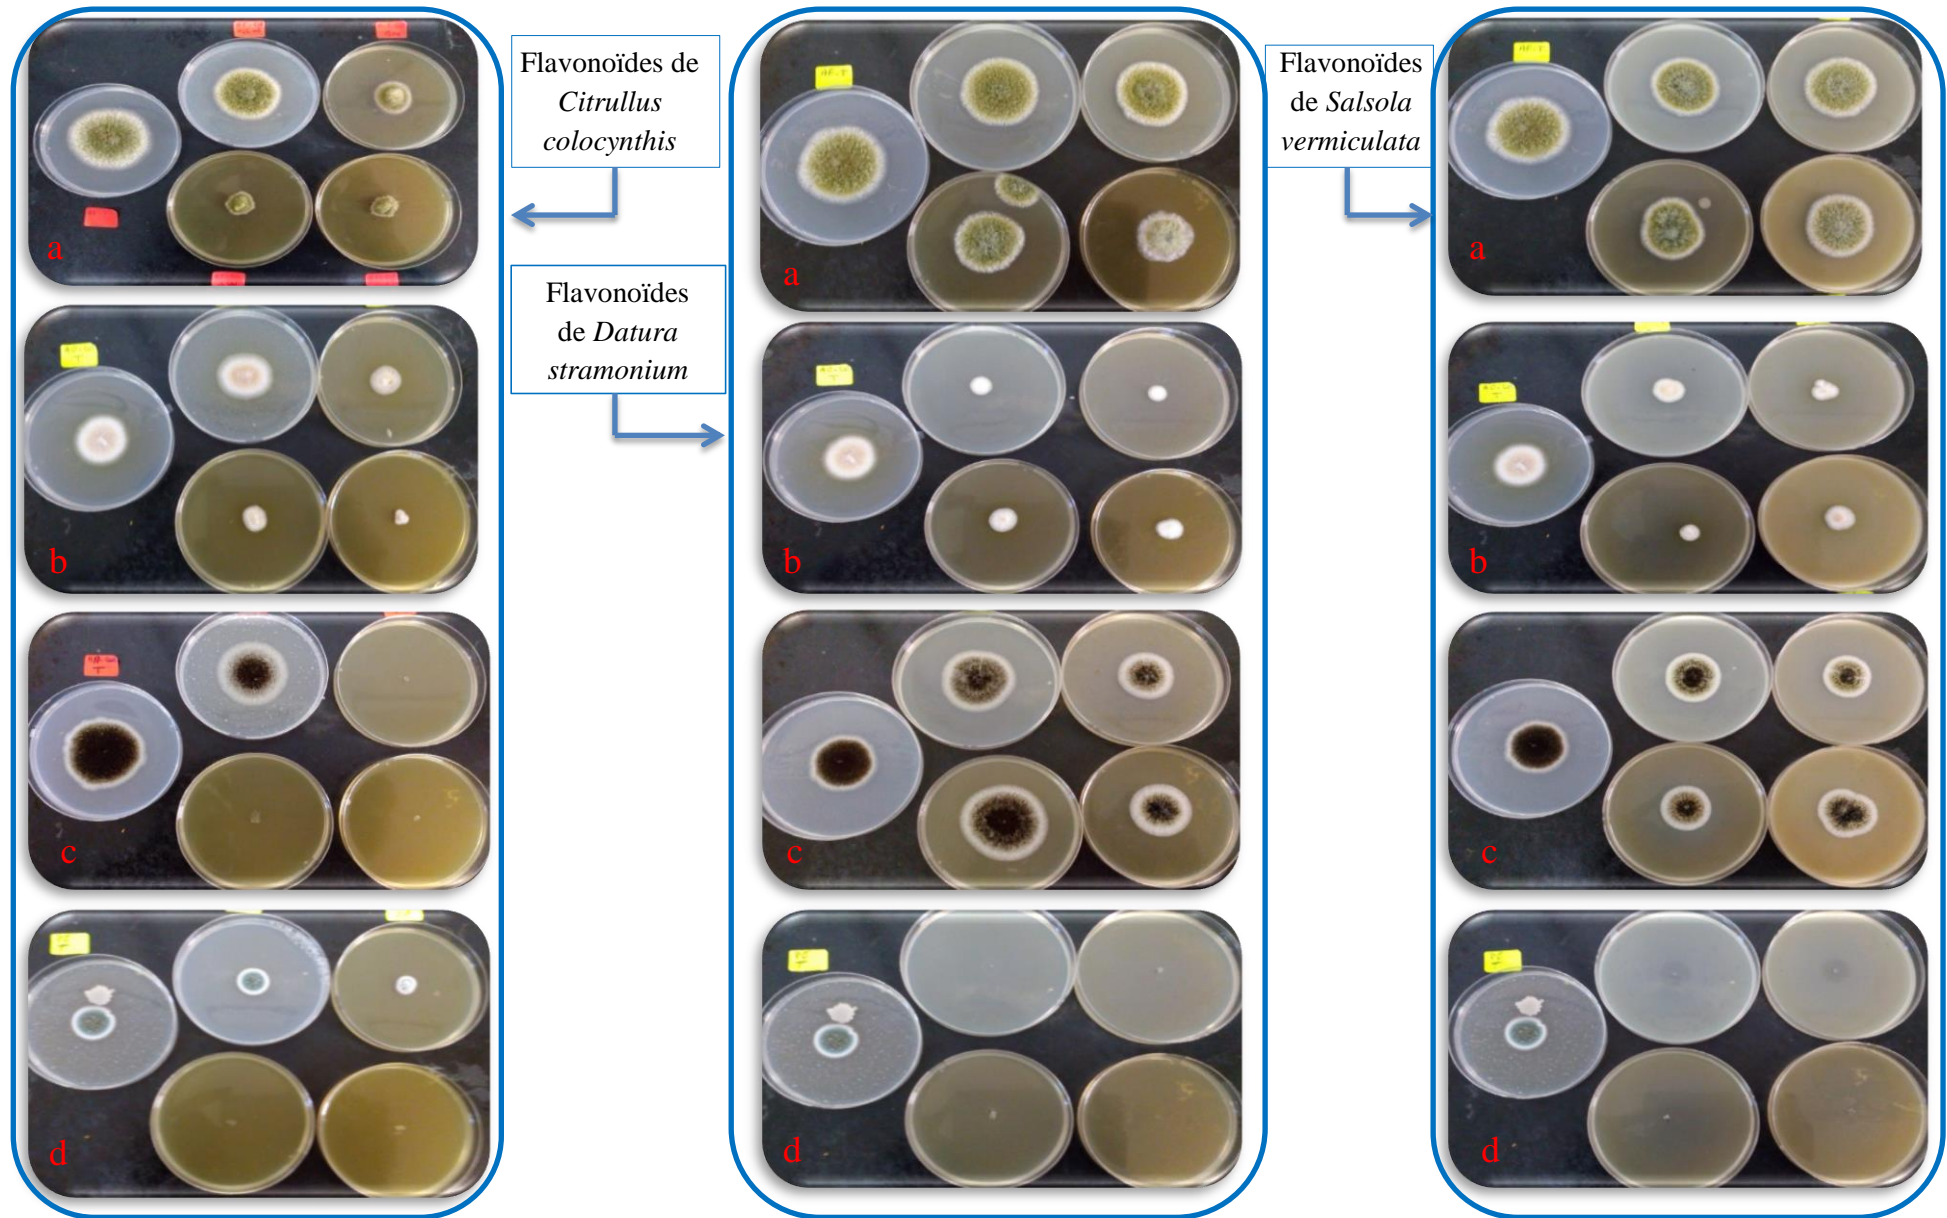 Flavonoïdes de
Citrullus
colocynthis
Flavonoïdes
de Datura
stramonium
Flavonoïdes
de Salsola
vermiculata
a
b
c
d
a
b
c
d
a
b
c
d